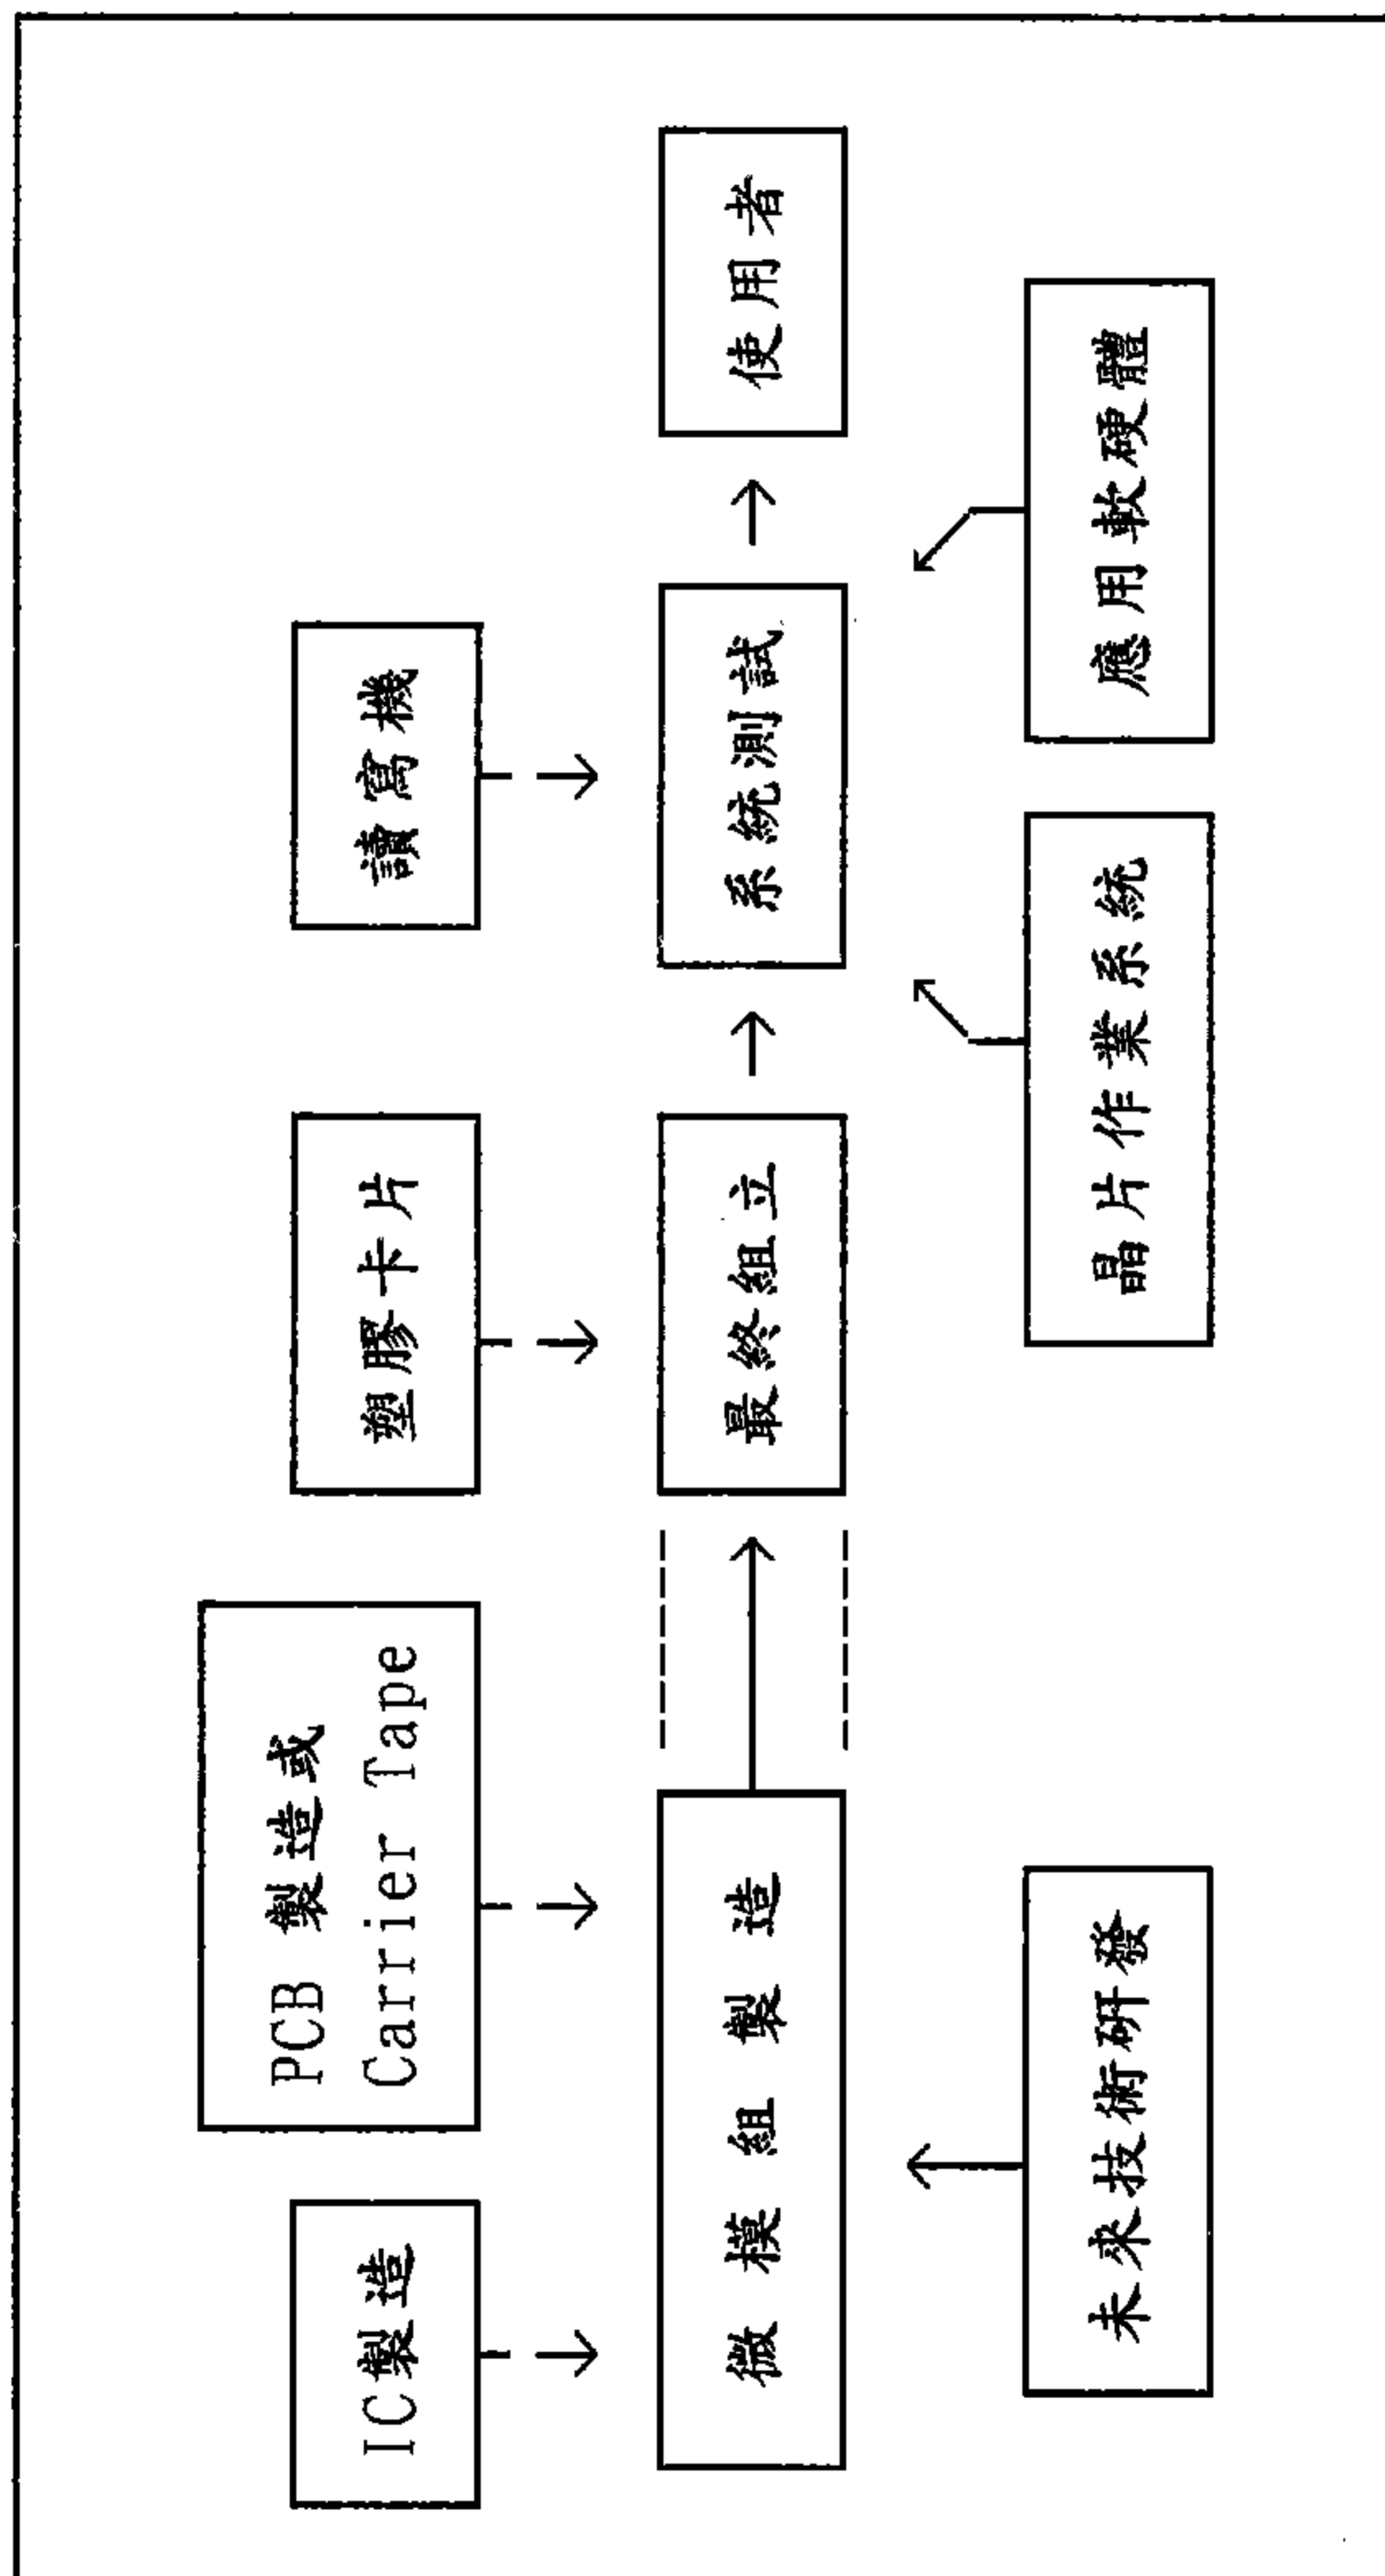 IC製造
PCB 製造或
Carrier Tape
塑膠卡片
讀寫機
微模組製造
最終組立
系統測試
使用者
未來技術研發
晶片作業系統
應用軟硬體